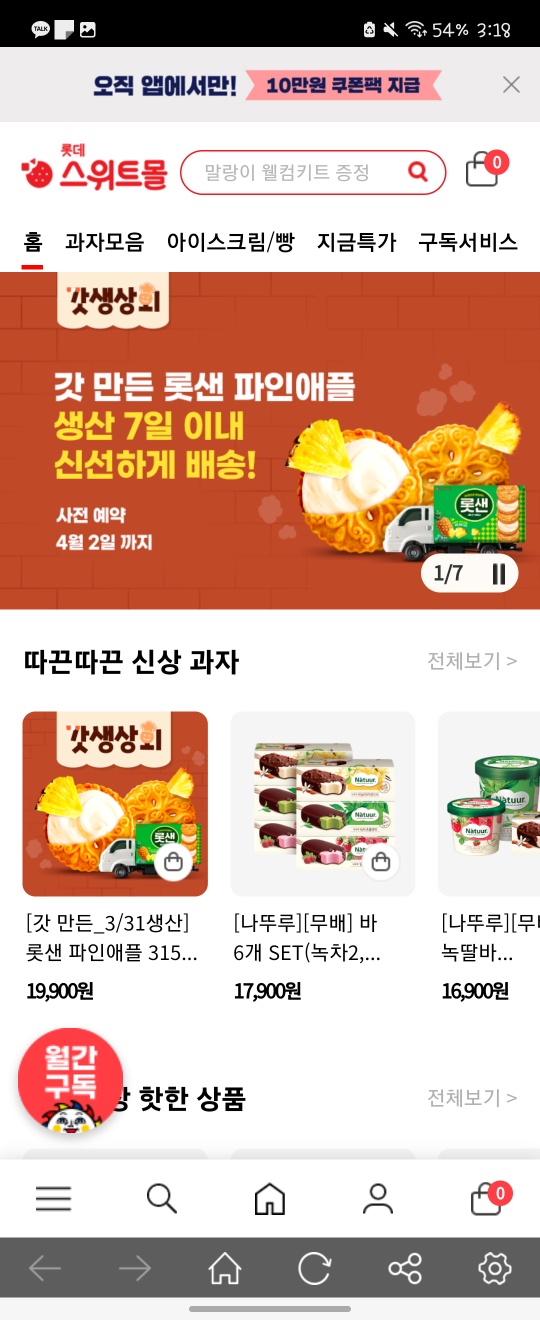 TALK
54% 3:18
오직 앱에서만! 10만원 쿠폰팩 지급
롯데
스위트몰
말랑이 웰컴키트 증정
0
홈 과자모음 아이스크림/빵 지금특가 구독서비스
갓생상회
갓 만든 롯샌 파인애플
생산 7일 이내
신선하게 배송!
사전 예약
4월 2일 까지
롯샌
1/7
따끈따끈 신상 과자 전체보기 >
갓생상회
롯샌
Natuur
Natuur
Natuur
Natuur
Natuur
[갓 만든_3/31생산]
롯샌 파인애플 315...
19,900원
[나뚜루][무배] 바
6개 SET(녹차2,...
17,900원
[나뚜루][무
녹딸바...
16,900원
월간
구독
핫한 상품 전체보기 >
0